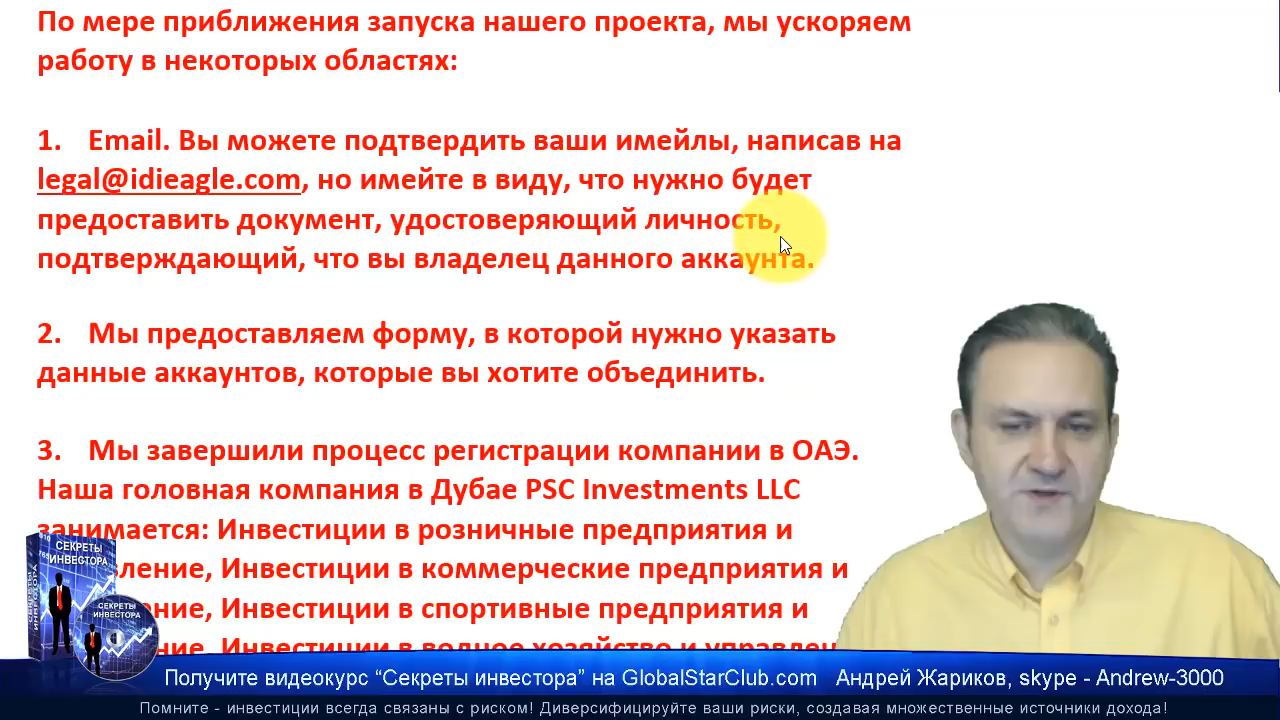 По мере приближения запуска нашего проекта, мы ускоряем
работу в некоторых областях:
1. Email. Вы можете подтвердить ваши имейлы, написав на
legal@idieagle.com, но имейте в виду, что нужно будет
предоставить документ, удостоверяющий личность,
подтверждающий, что вы владелец данного аккаунта.
2. Мы предоставляем форму, в которой нужно указать
данные аккаунтов, которые вы хотите объединить.
3. Мы завершили процесс регистрации компании в ОАЭ.
Наша головная компания в Дубае PSC Investments LLC
занимается: Инвестиции в розничные предприятия и
Инвестиции в коммерческие предприятия и
Инвестиции в спортивные предприятия и
Инвестиции в водное хозяйство и
СЕКРЕТЫ
ИНВЕСТОРА
СЕКРЕТЫ
ИНВЕСТОРА
Получите видеокурс “Секреты инвестора” на GlobalStarClub.com Андрей Жариков, skype - Andrew-3000
Помните - инвестиции всегда связаны с риском! Диверсифицируйте ваши риски, создавая множественные источники дохода!